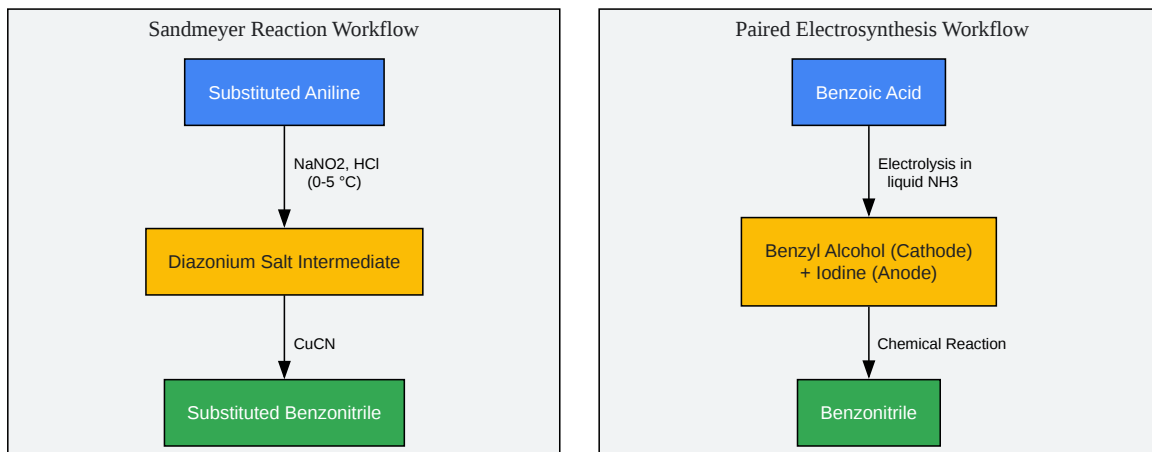 Sandmeyer Reaction Workflow
Substituted Aniline
NaNO2, HCl
(0-5 °C)
Diazonium Salt Intermediate
CuCN
Substituted Benzonitrile
Paired Electrosynthesis Workflow
Benzoic Acid
Electrolysis in
liquid NH3
Benzyl Alcohol (Cathode)
+ Iodine (Anode)
Chemical Reaction
Benzonitrile